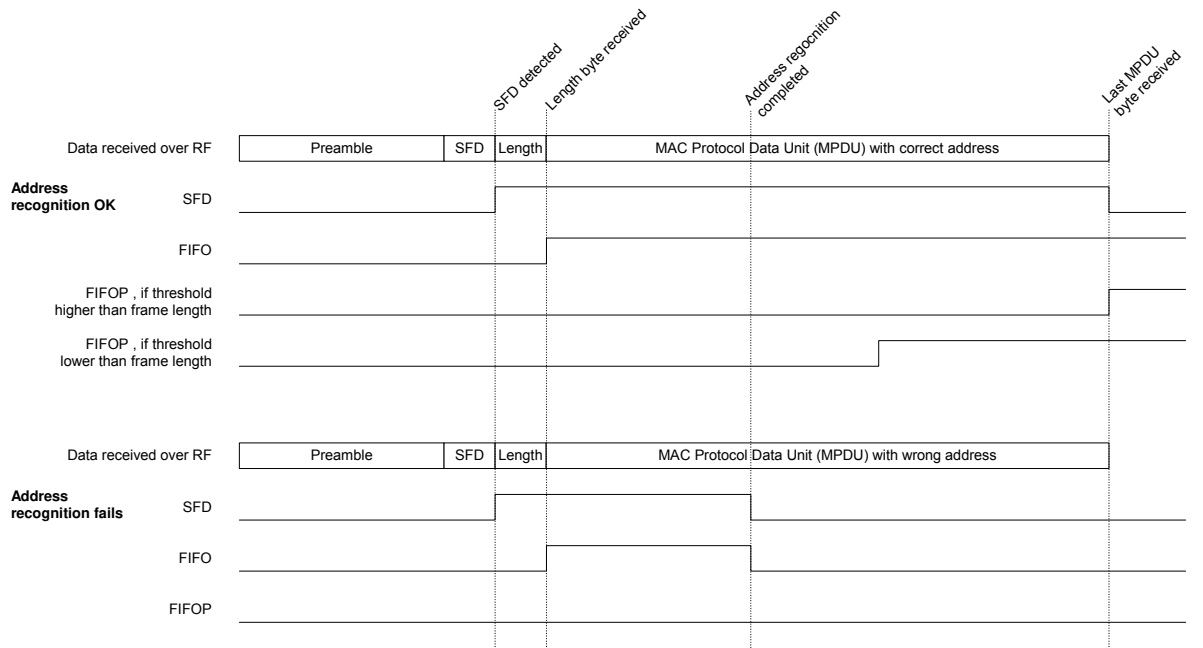 SFD detected
Length byte received
Address regocnition
completed
Last MPDU
byte received
Data received over RF
Preamble
SFD
Length
MAC Protocol Data Unit (MPDU) with correct address
Address
recognition OK
SFD
FIFO
FIFOP , if threshold
higher than frame length
FIFOP , if threshold
lower than frame length
Data received over RF
Preamble
SFD
Length
MAC Protocol Data Unit (MPDU) with wrong address
Address
recognition fails
SFD
FIFO
FIFOP